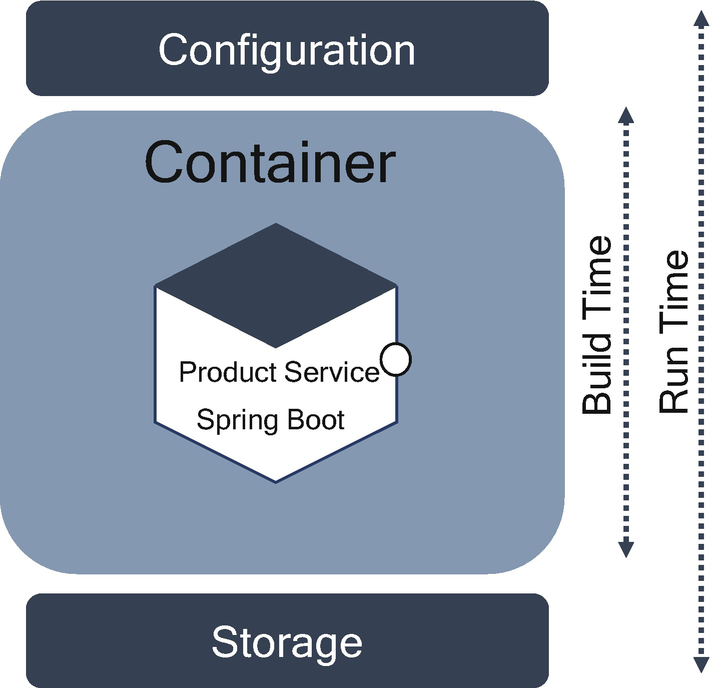 Configuration
Container
Product Service
Spring Boot
Storage
Build Time
Run Time